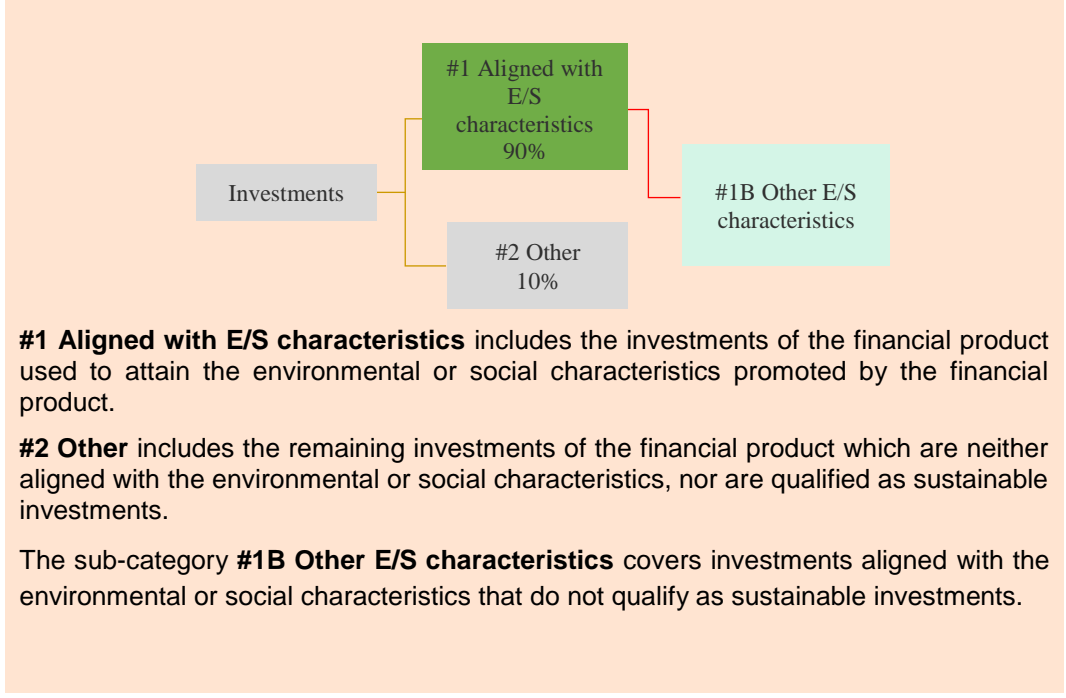 #1 Aligned with
E/S
characteristics
90%
Investments
#1B Other E/S
characteristics
#2 Other
10%
#1 Aligned with E/S characteristics includes the investments of the financial product
used to attain the environmental or social characteristics promoted by the financial
product.
#2 Other includes the remaining investments of the financial product which are neither
aligned with the environmental or social characteristics, nor are qualified as sustainable
investments.
The sub-category #1B Other E/S characteristics covers investments aligned with the
environmental or social characteristics that do not qualify as sustainable investments.